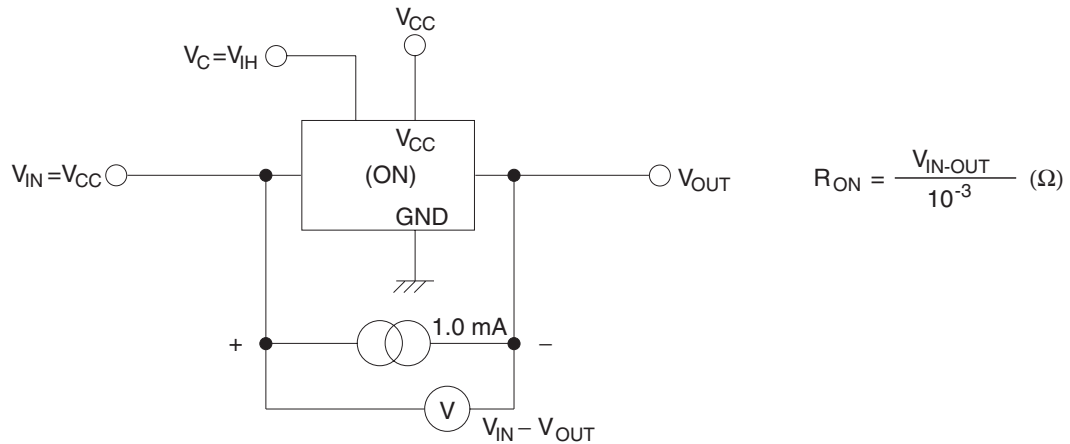 VCC
VC=VIH
VCC
VIN=VCC
(ON)
VOUT
GND
RON = VIN-OUT / 10-3 (Ω)
1.0 mA
+
−
V
VIN − VOUT